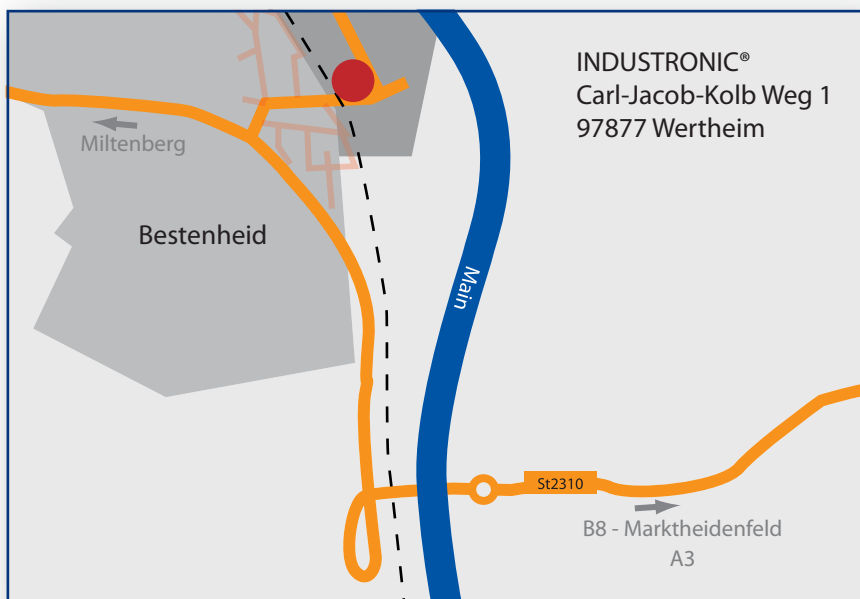 INDUSTRONIC®
Carl-Jacob-Kolb Weg 1
97877 Wertheim
Miltenberg
Bestenheid
Main
St2310
B8 - Marktheidenfeld
A3